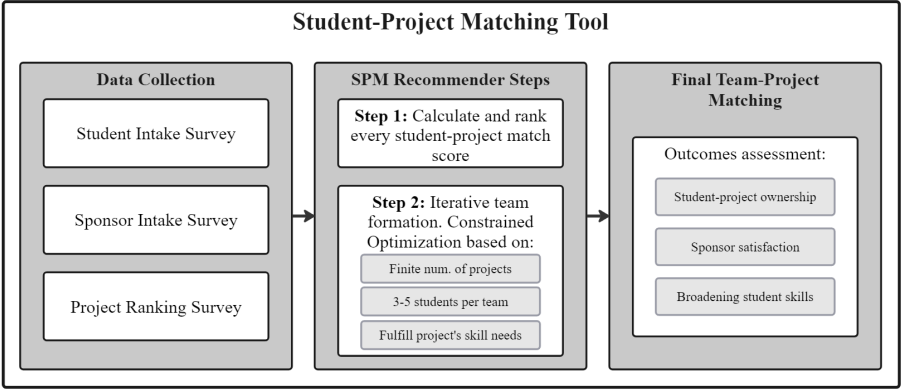 Student-Project Matching Tool
Data Collection
Student Intake Survey
Sponsor Intake Survey
Project Ranking Survey
SPM Recommender Steps
Step 1: Calculate and rank
every student-project match
score
Step 2: Iterative team
formation. Constrained
Optimization based on:
Finite num. of projects
3-5 students per team
Fulfill project's skill needs
Final Team-Project
Matching
Outcomes assessment:
Student-project ownership
Sponsor satisfaction
Broadening student skills